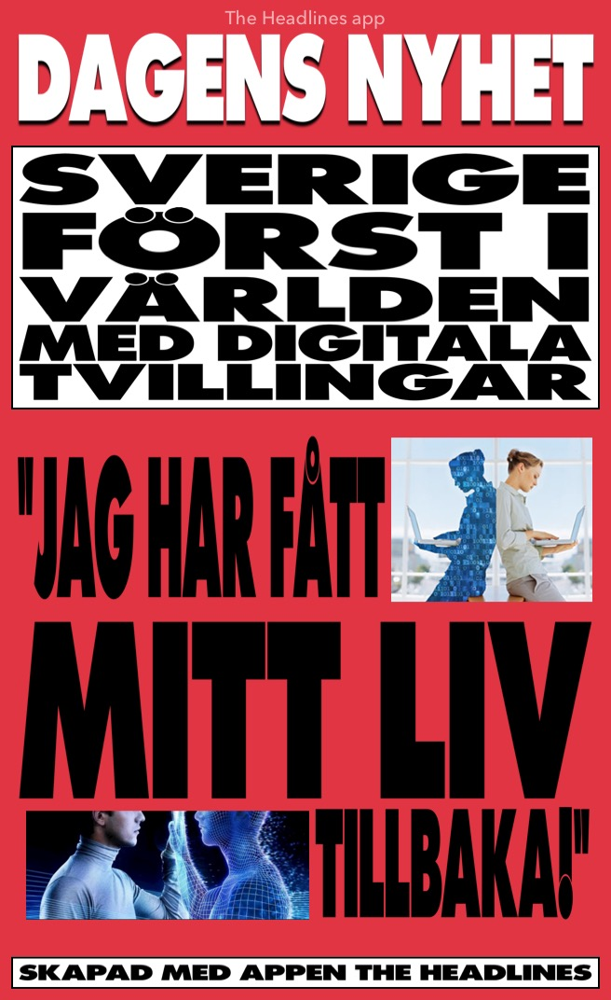 The Headlines app
DAGENS NYHET
SVERIGE
FÖRST I
VÄRLDEN
MED DIGITALA
TVILLINGAR
"JAG HAR FÅTT
MITT LIV
TILLBAKA!"
SKAPAD MED APPEN THE HEADLINES